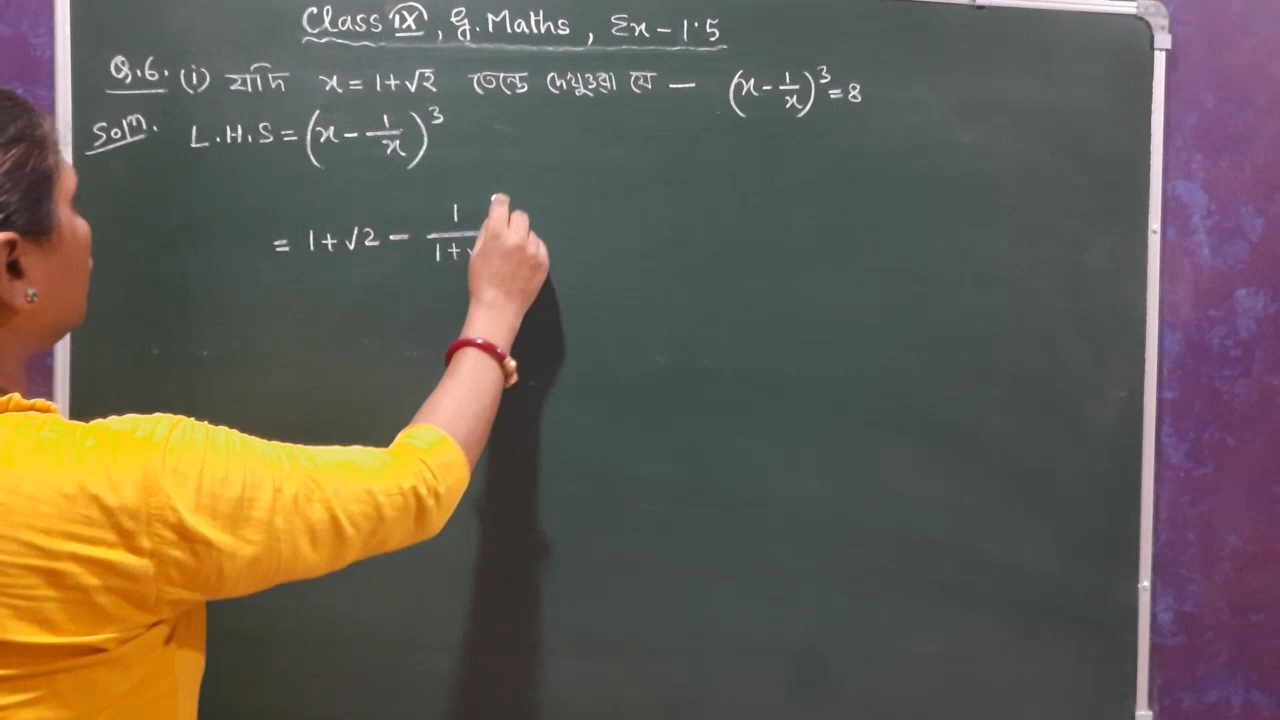 Class IX, G. Maths, Ex-1.5
Q.6. (i) যদি x = 1+√2 তেন্তে দেখুওৱা যে — (x - 1/x)³ = 8
Solⁿ. L.H.S = (x - 1/x)³
= 1+√2 - 1/1+√